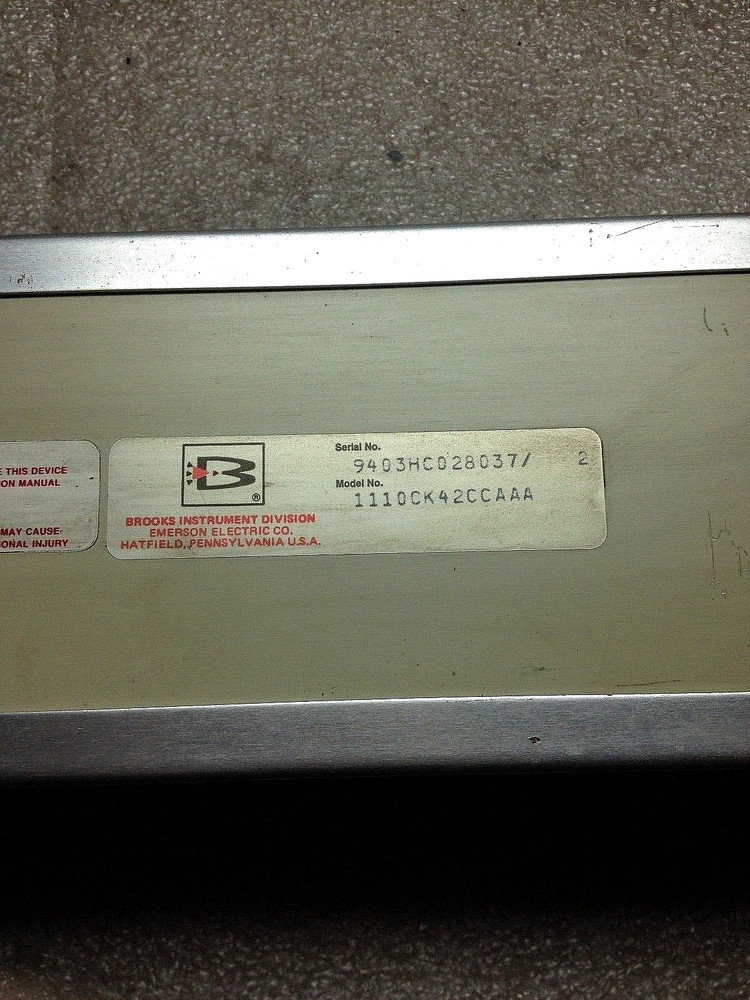 E THIS DEVICE
ON MANUAL
MAY CAUSE
ONAL INJURY
B
®
BROOKS INSTRUMENT DIVISION
EMERSON ELECTRIC CO.
HATFIELD, PENNSYLVANIA U.S.A.
Serial No.
9403HC028037/ 2
Model No.
1110CK42CCAAA